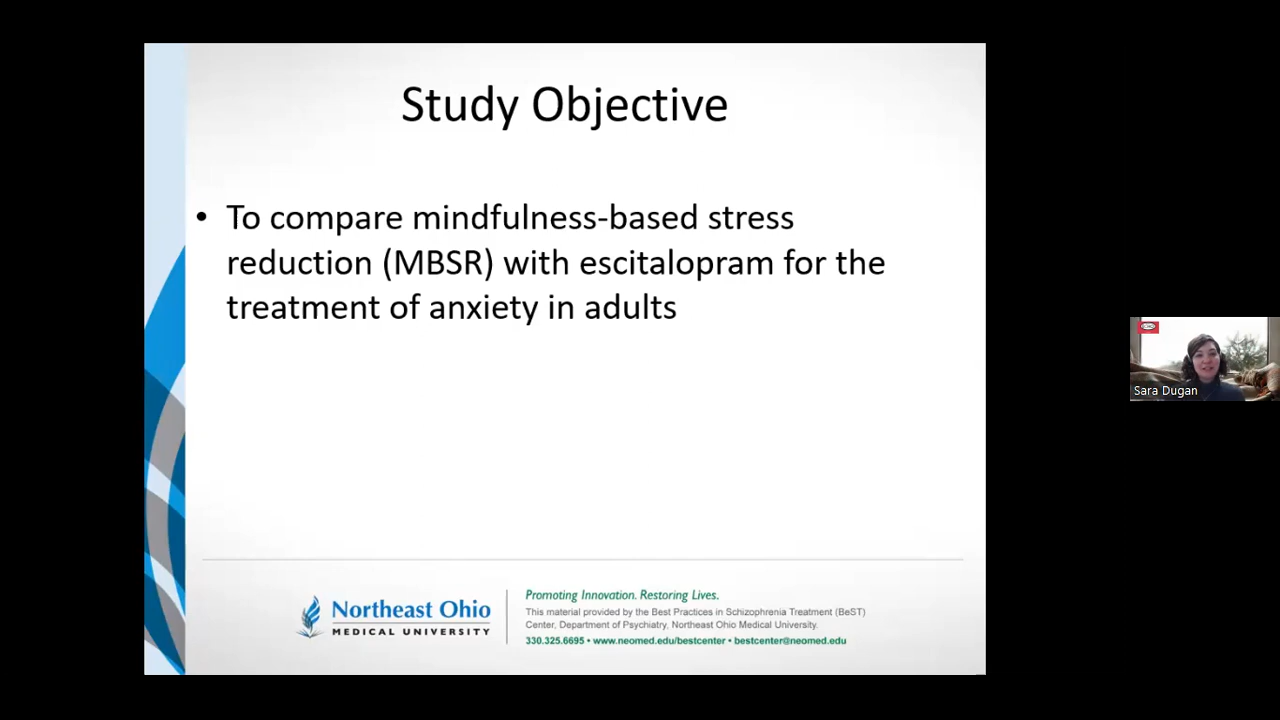 Study Objective
• To compare mindfulness-based stress
reduction (MBSR) with escitalopram for the
treatment of anxiety in adults
Northeast Ohio
MEDICAL UNIVERSITY
Promoting Innovation. Restoring Lives.
This material provided by the Best Practices in Schizophrenia Treatment (BeST)
Center, Department of Psychiatry, Northeast Ohio Medical University.
330.325.6695 • www.neomed.edu/bestcenter • bestcenter@neomed.edu
Sara Dugan